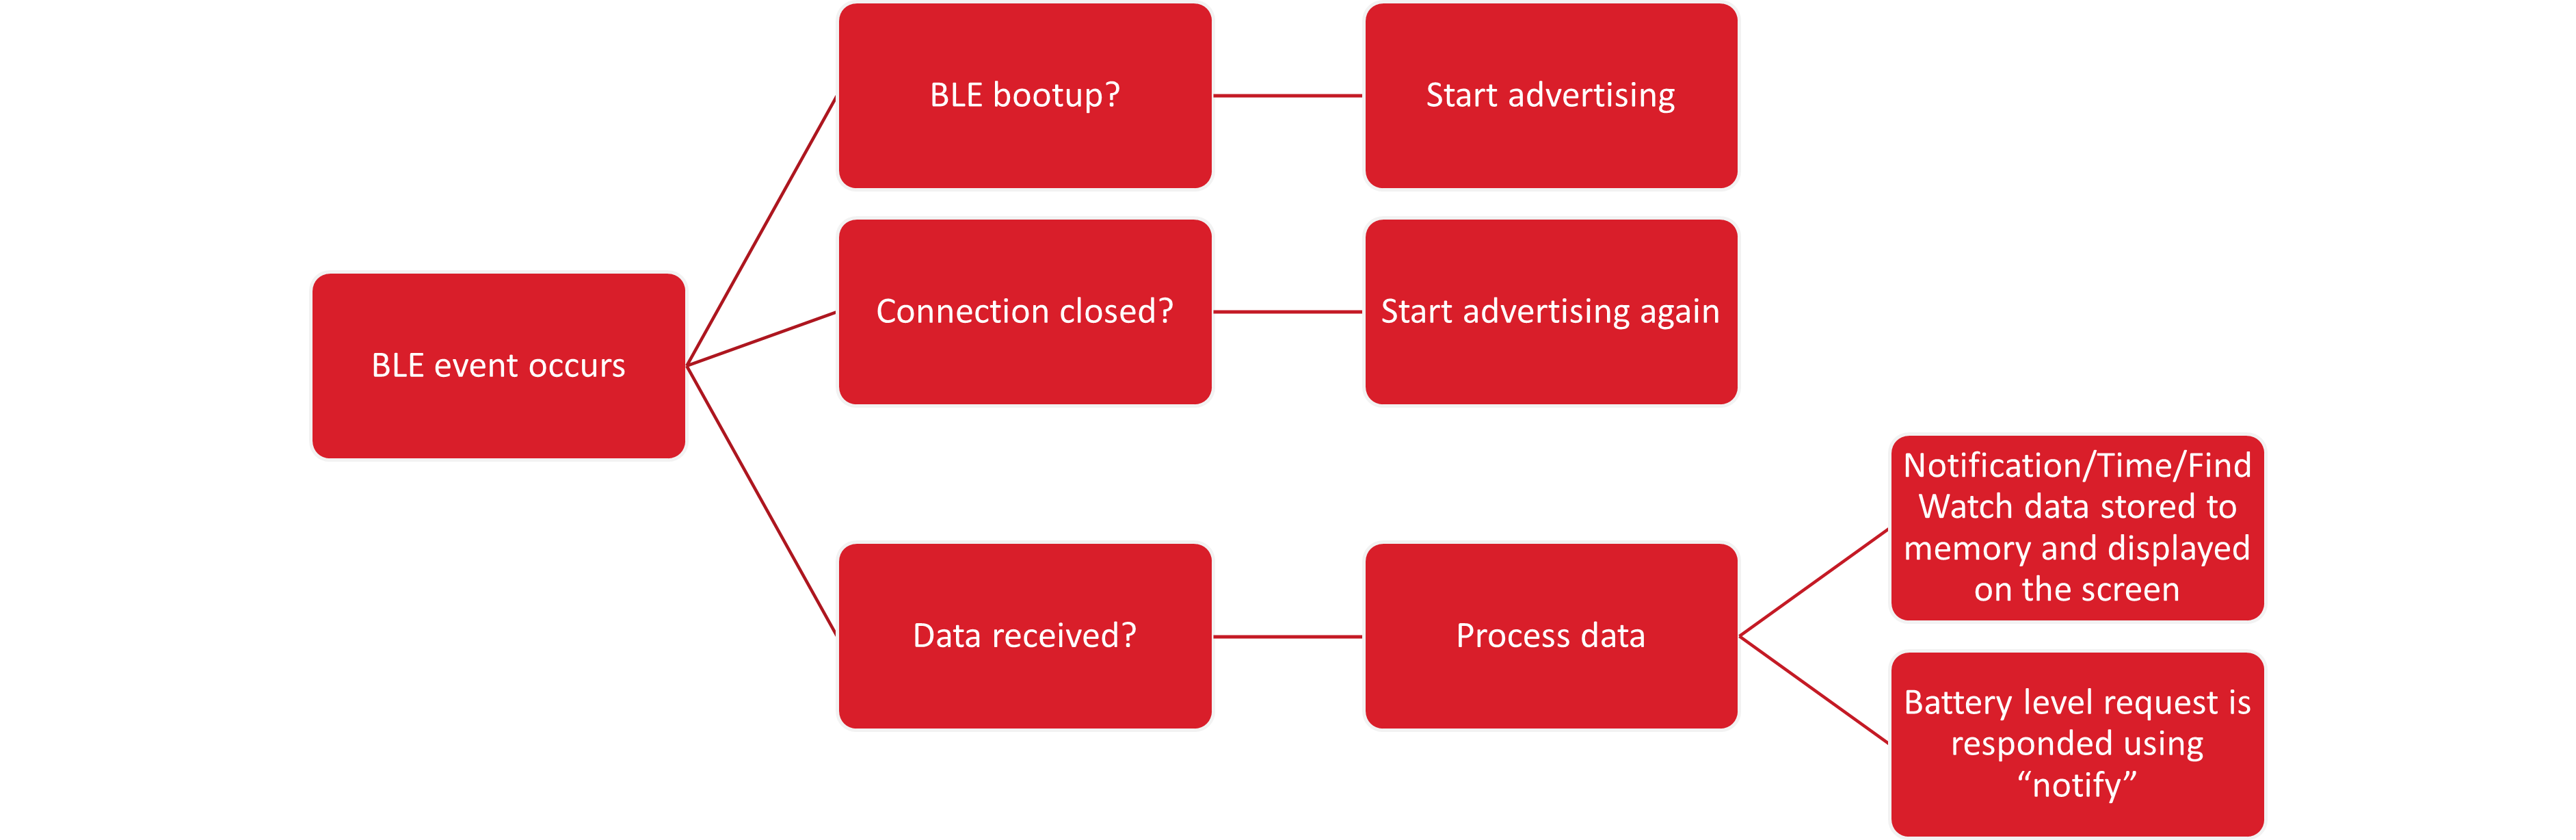 BLE bootup?
Start advertising
Connection closed?
Start advertising again
BLE event occurs
Data received?
Process data
Notification/Time/Find
Watch data stored to
memory and displayed
on the screen
Battery level request is
responded using
“notify”